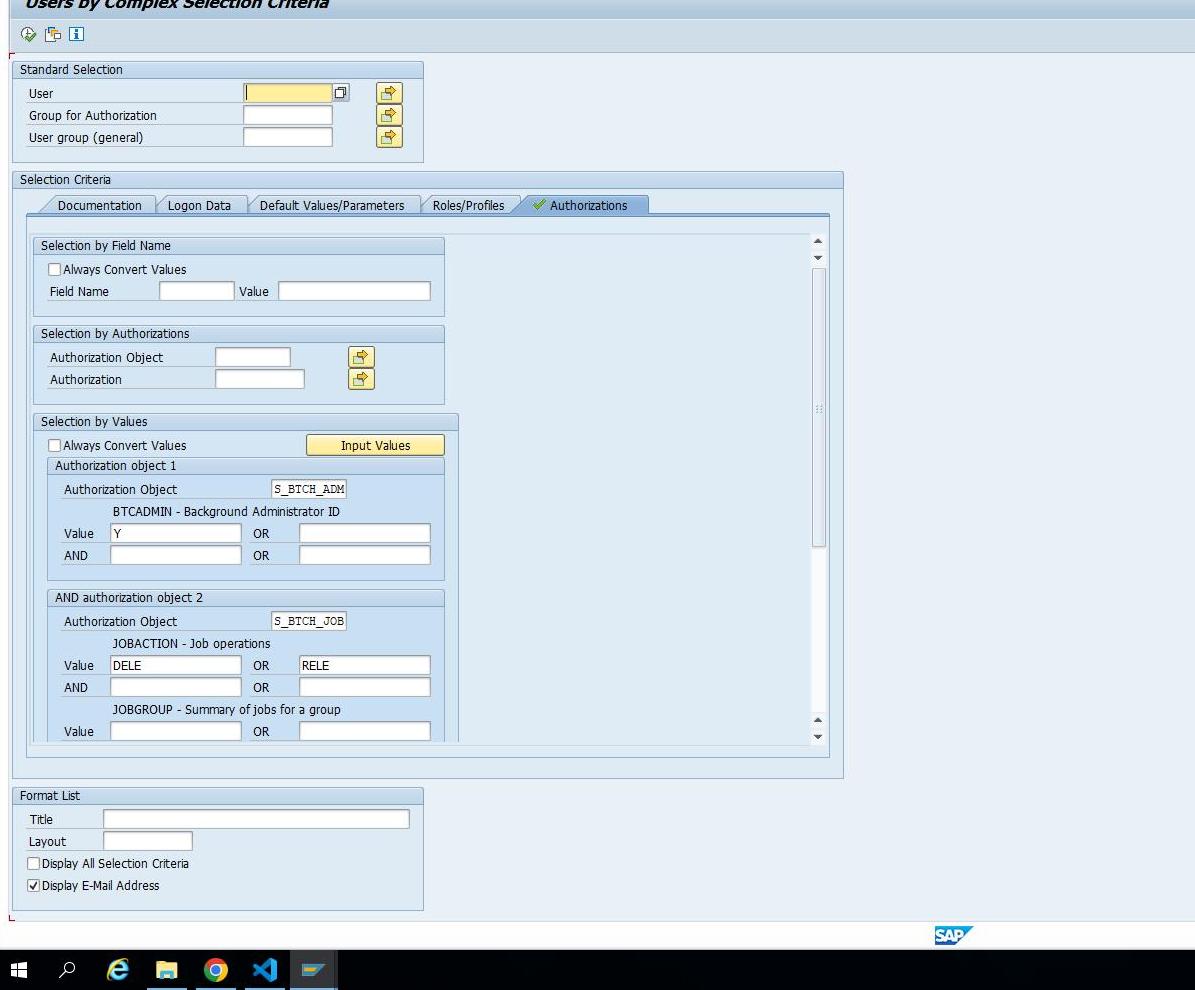 Users by Complex Selection Criteria
Standard Selection
User
Group for Authorization
User group (general)
Selection Criteria
Documentation Logon Data Default Values/Parameters Roles/Profiles Authorizations
Selection by Field Name
Always Convert Values
Field Name Value
Selection by Authorizations
Authorization Object
Authorization
Selection by Values
Always Convert Values Input Values
Authorization object 1
Authorization Object S_BTCH_ADM
BTCADMIN - Background Administrator ID
Value Y OR
AND OR
AND authorization object 2
Authorization Object S_BTCH_JOB
JOBACTION - Job operations
Value DELE OR RELE
AND OR
JOBGROUP - Summary of jobs for a group
Value OR
Format List
Title
Layout
Display All Selection Criteria
Display E-Mail Address
SAP